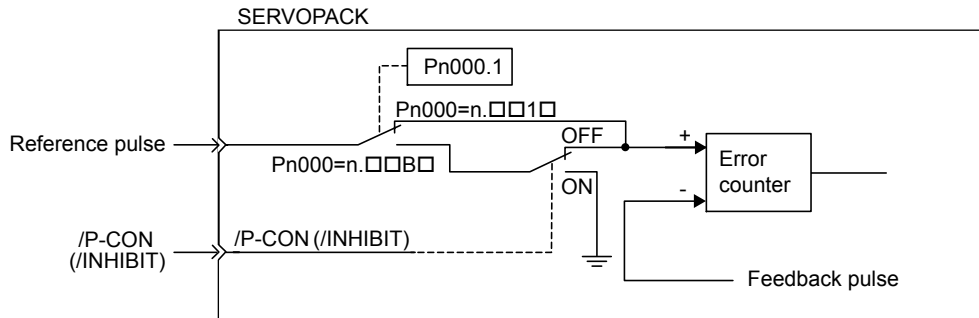 SERVOPACK
Pn000.1
Pn000=n.□□1□
Reference pulse
OFF
+
Pn000=n.□□B□
Error
counter
ON
-
/P-CON
(/INHIBIT)
/P-CON (/INHIBIT)
Feedback pulse